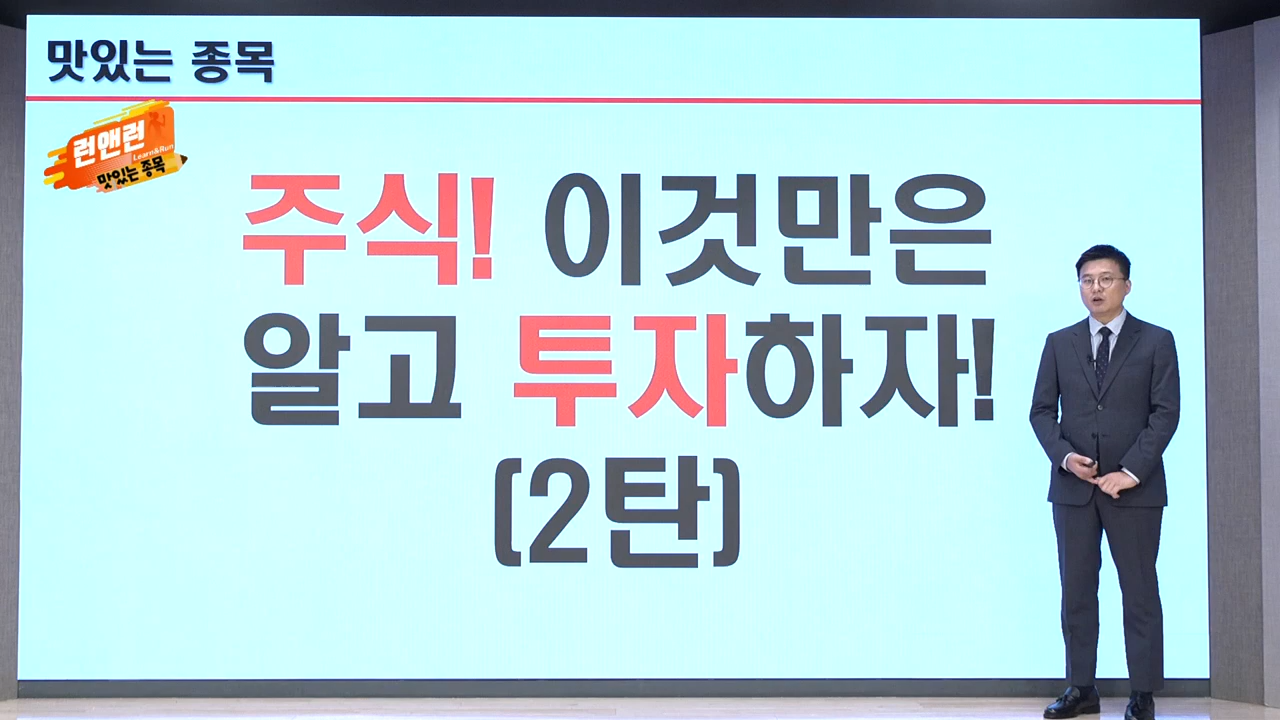 맛있는 종목
런앤런
Learn&Run
맛있는 종목
주식! 이것만은
알고 투자하자!
(2탄)